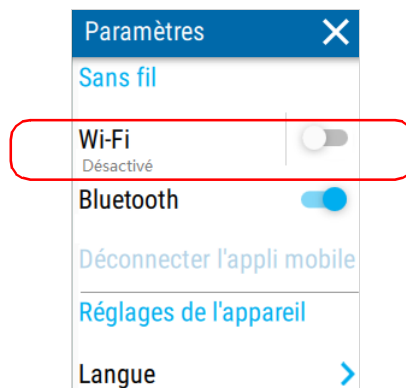 Paramètres
Sans fil
Wi-Fi
Désactivé
Bluetooth
Déconnecter l'appli mobile
Réglages de l'appareil
Langue